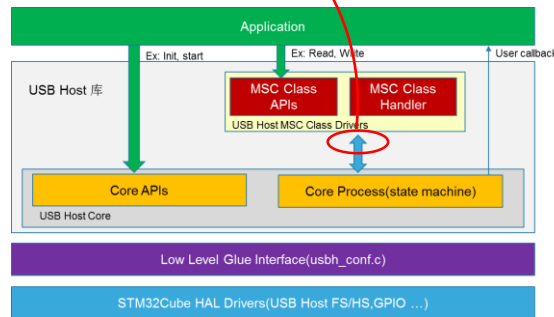 Application
Ex: Init, start
Ex: Read, Write
User callback
USB Host 库
MSC Class
APIs
MSC Class
Handler
USB Host MSC Class Drivers
Core APIs
Core Process(state machine)
USB Host Core
Low Level Glue Interface(usbh_conf.c)
STM32Cube HAL Drivers(USB Host FS/HS,GPIO …)